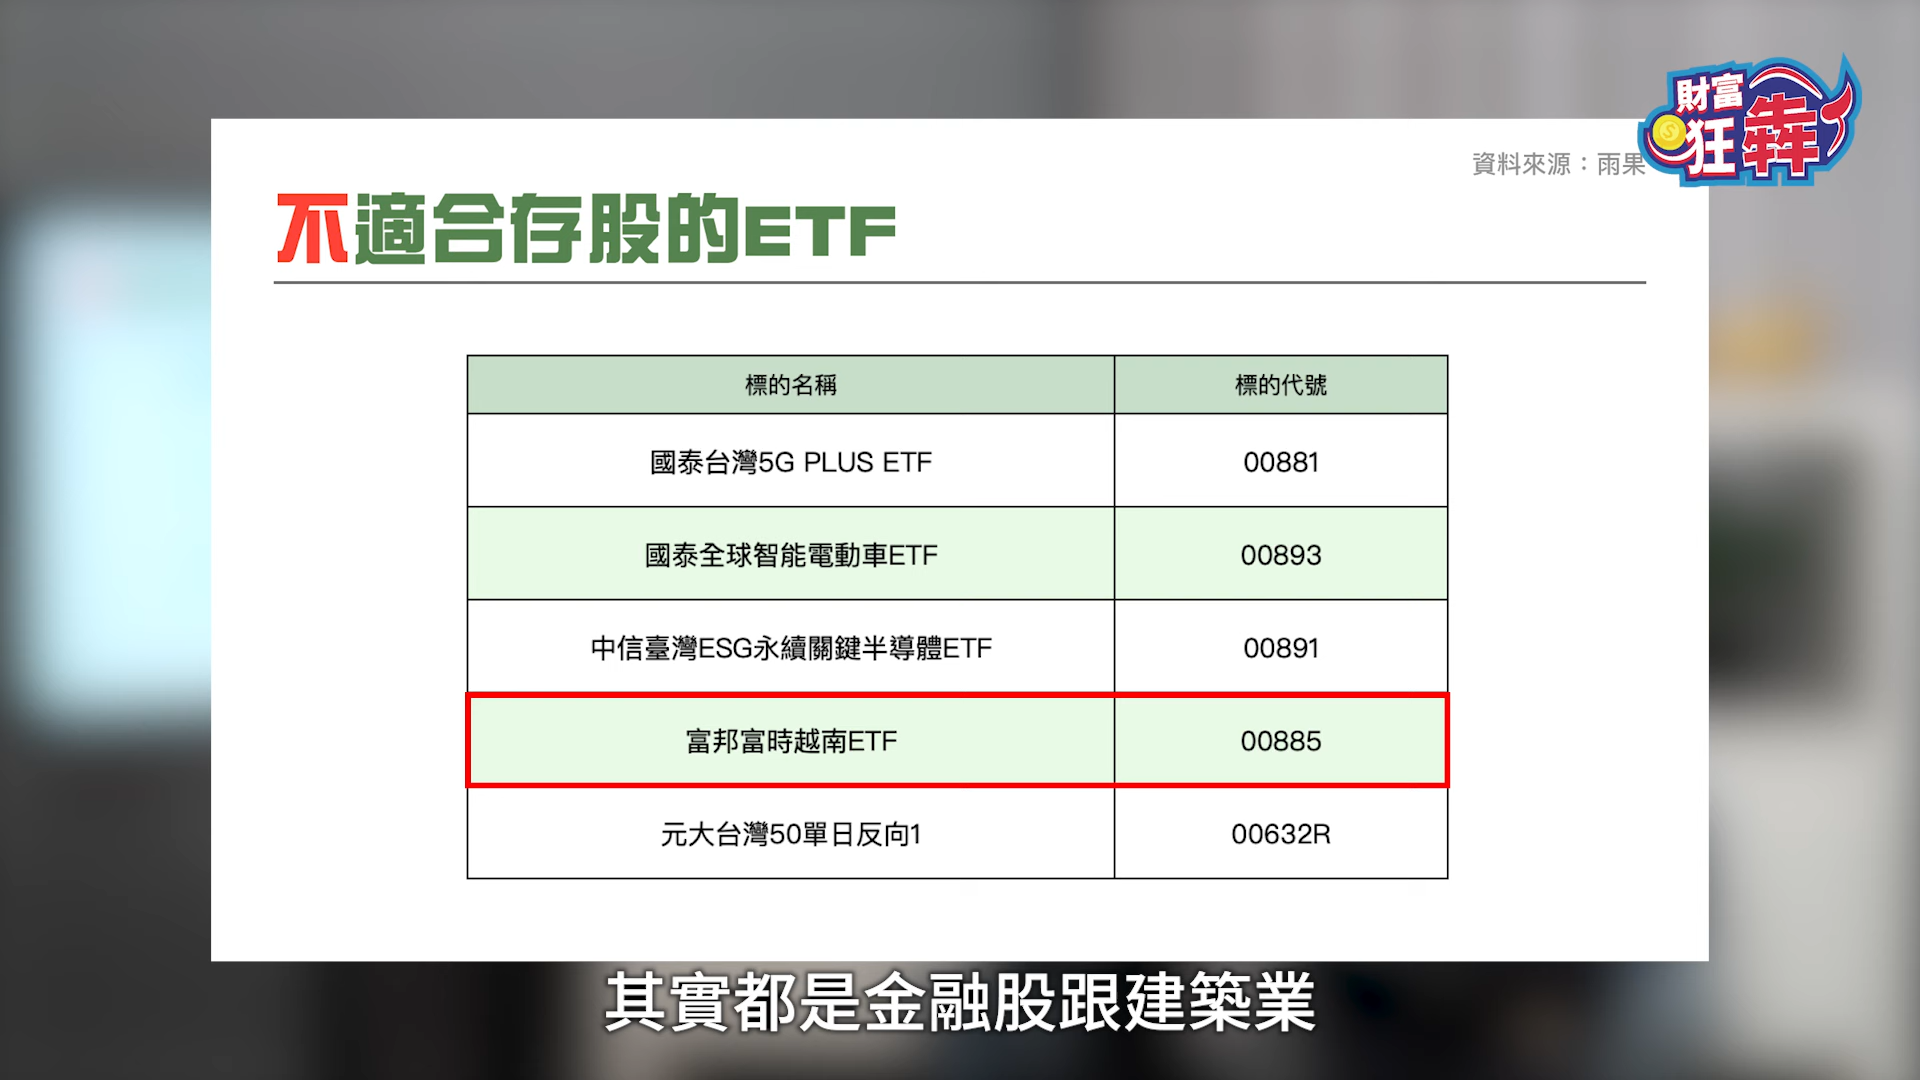 財富
狂犇
資料來源：雨果
不適合存股的ETF
標的名稱 標的代號
國泰台灣5G PLUS ETF 00881
國泰全球智能電動車ETF 00893
中信臺灣ESG永續關鍵半導體ETF 00891
富邦富時越南ETF 00885
元大台灣50單日反向1 00632R
其實都是金融股跟建築業